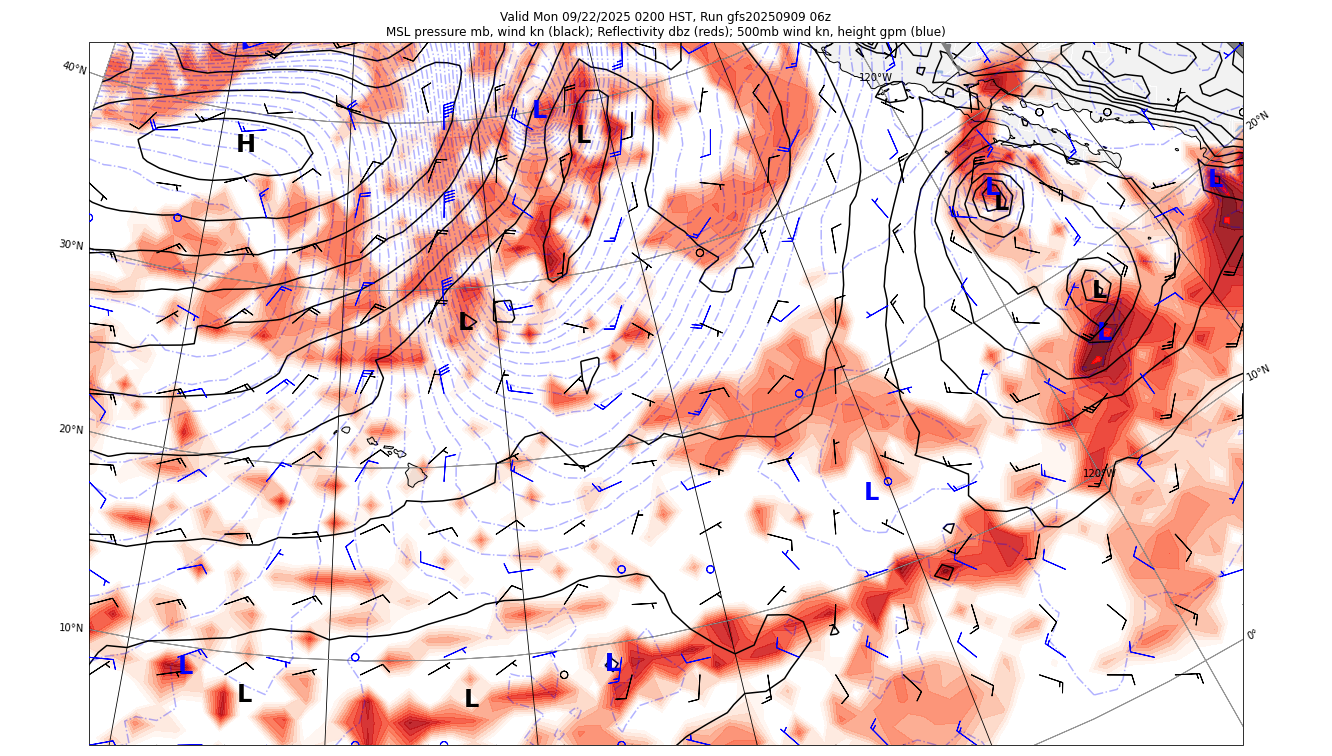 Valid Mon 09/22/2025 0200 HST, Run gfs20250909 06z
MSL pressure mb, wind kn (black); Reflectivity dbz (reds); 500mb wind kn, height gpm (blue)
L
40°N
120°W
L
L
20°N
H
L
L
L
30°N
L
L
L
10°N
20°N
120°W
L
10°N
0°
L
L
L
L